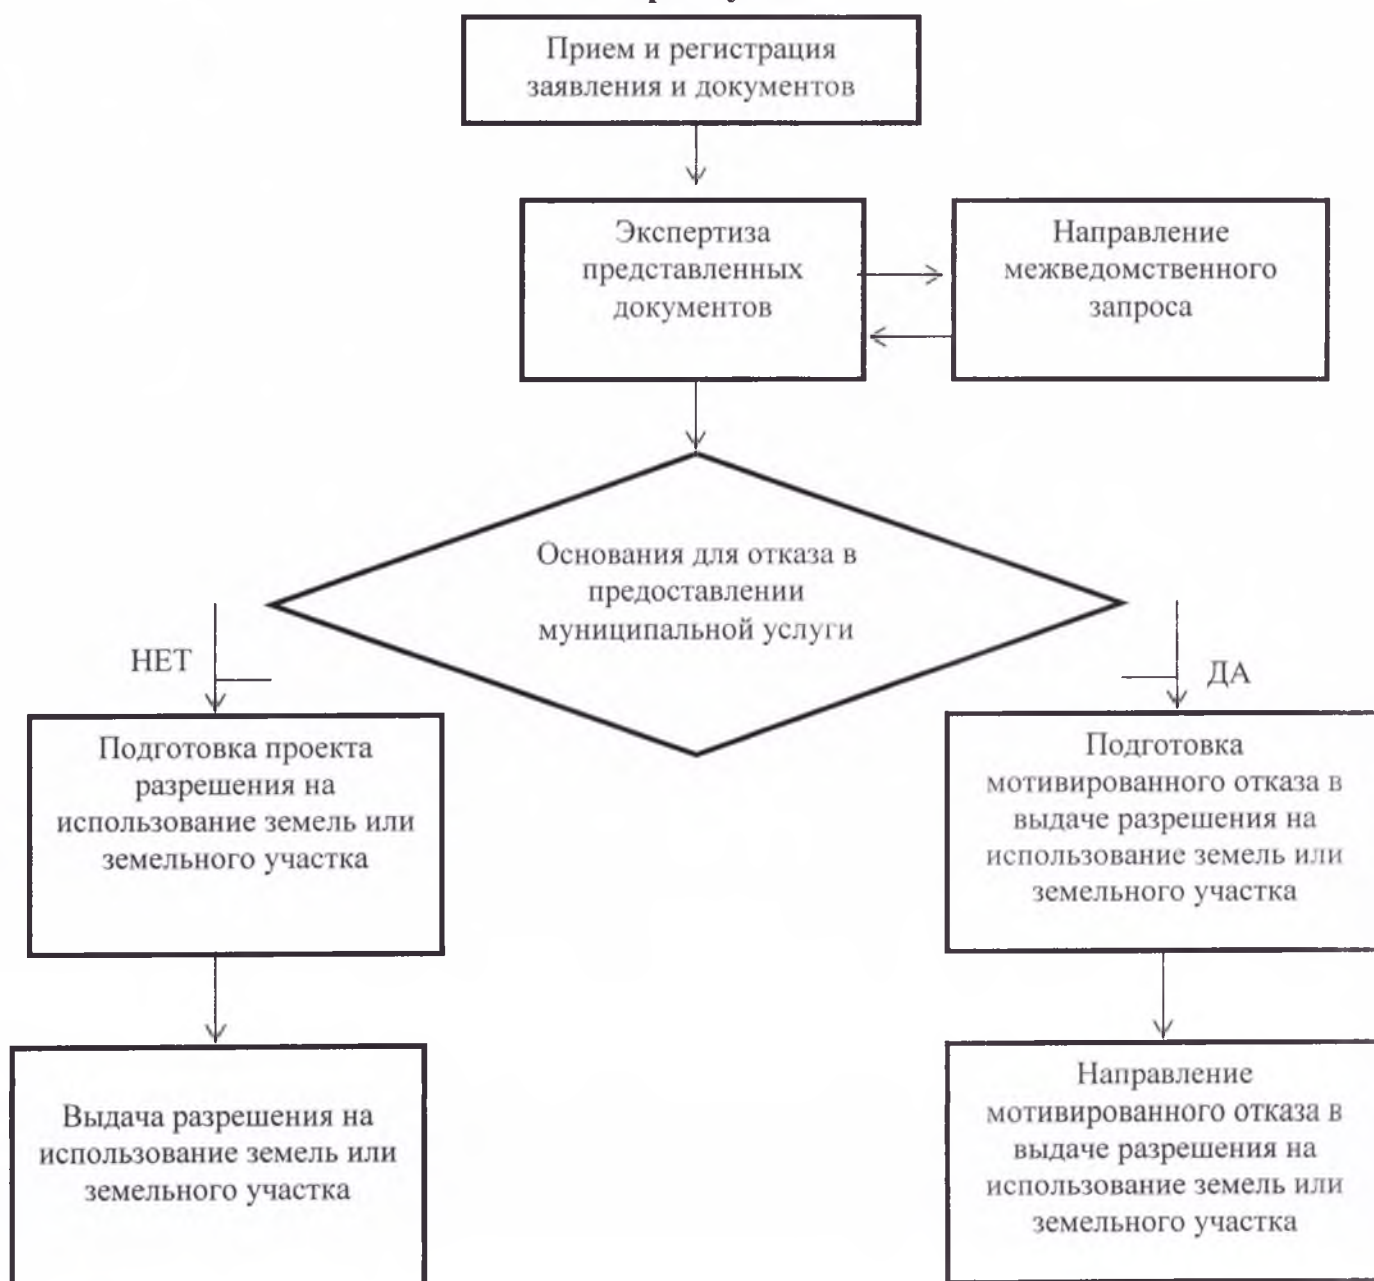 Прием и регистрация
заявления и документов
Экспертиза
представленных
документов
Направление
межведомственного
запроса
Основания для отказа в
предоставлении
муниципальной услуги
НЕТ
ДА
Подготовка проекта
разрешения на
использование земель или
земельного участка
Подготовка
мотивированного отказа в
выдаче разрешения на
использование земель или
земельного участка
Выдача разрешения на
использование земель или
земельного участка
Направление
мотивированного отказа в
выдаче разрешения на
использование земель или
земельного участка